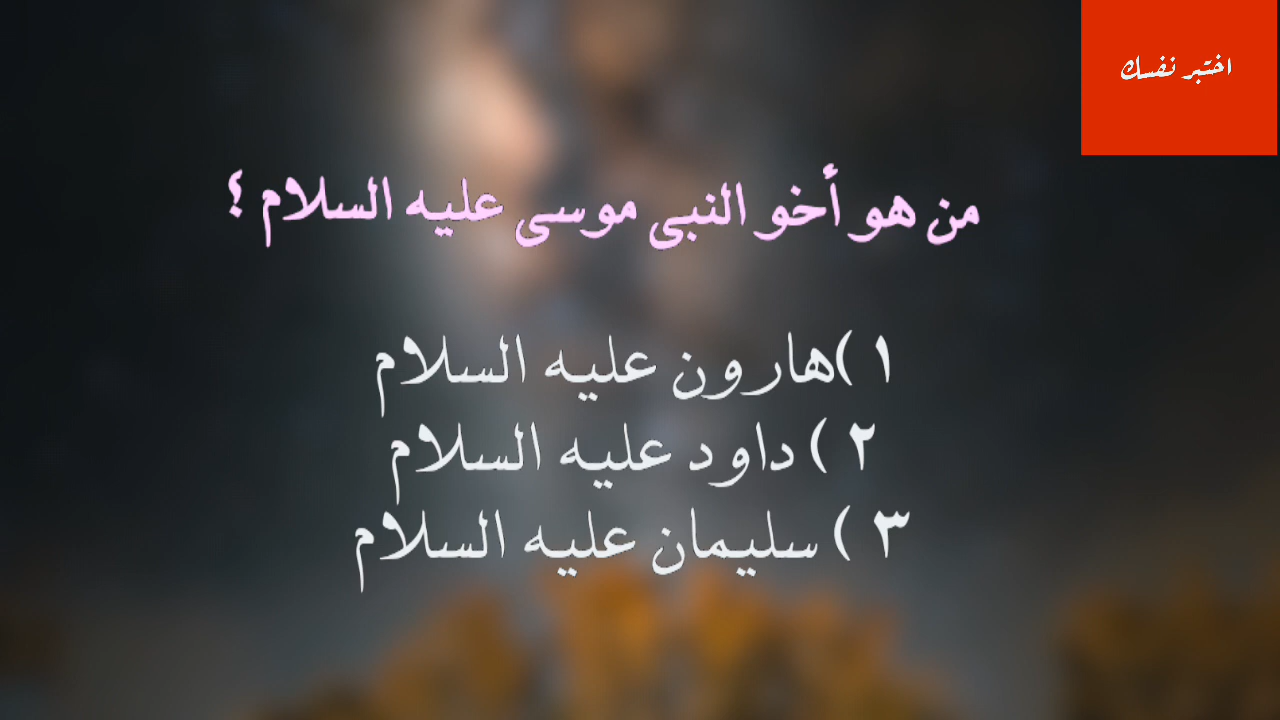 اختبر نفسك
من هو أخو النبى موسى عليه السلام ؟
١ )هارون عليه السلام
٢ ) داود عليه السلام
٣ ) سليمان عليه السلام